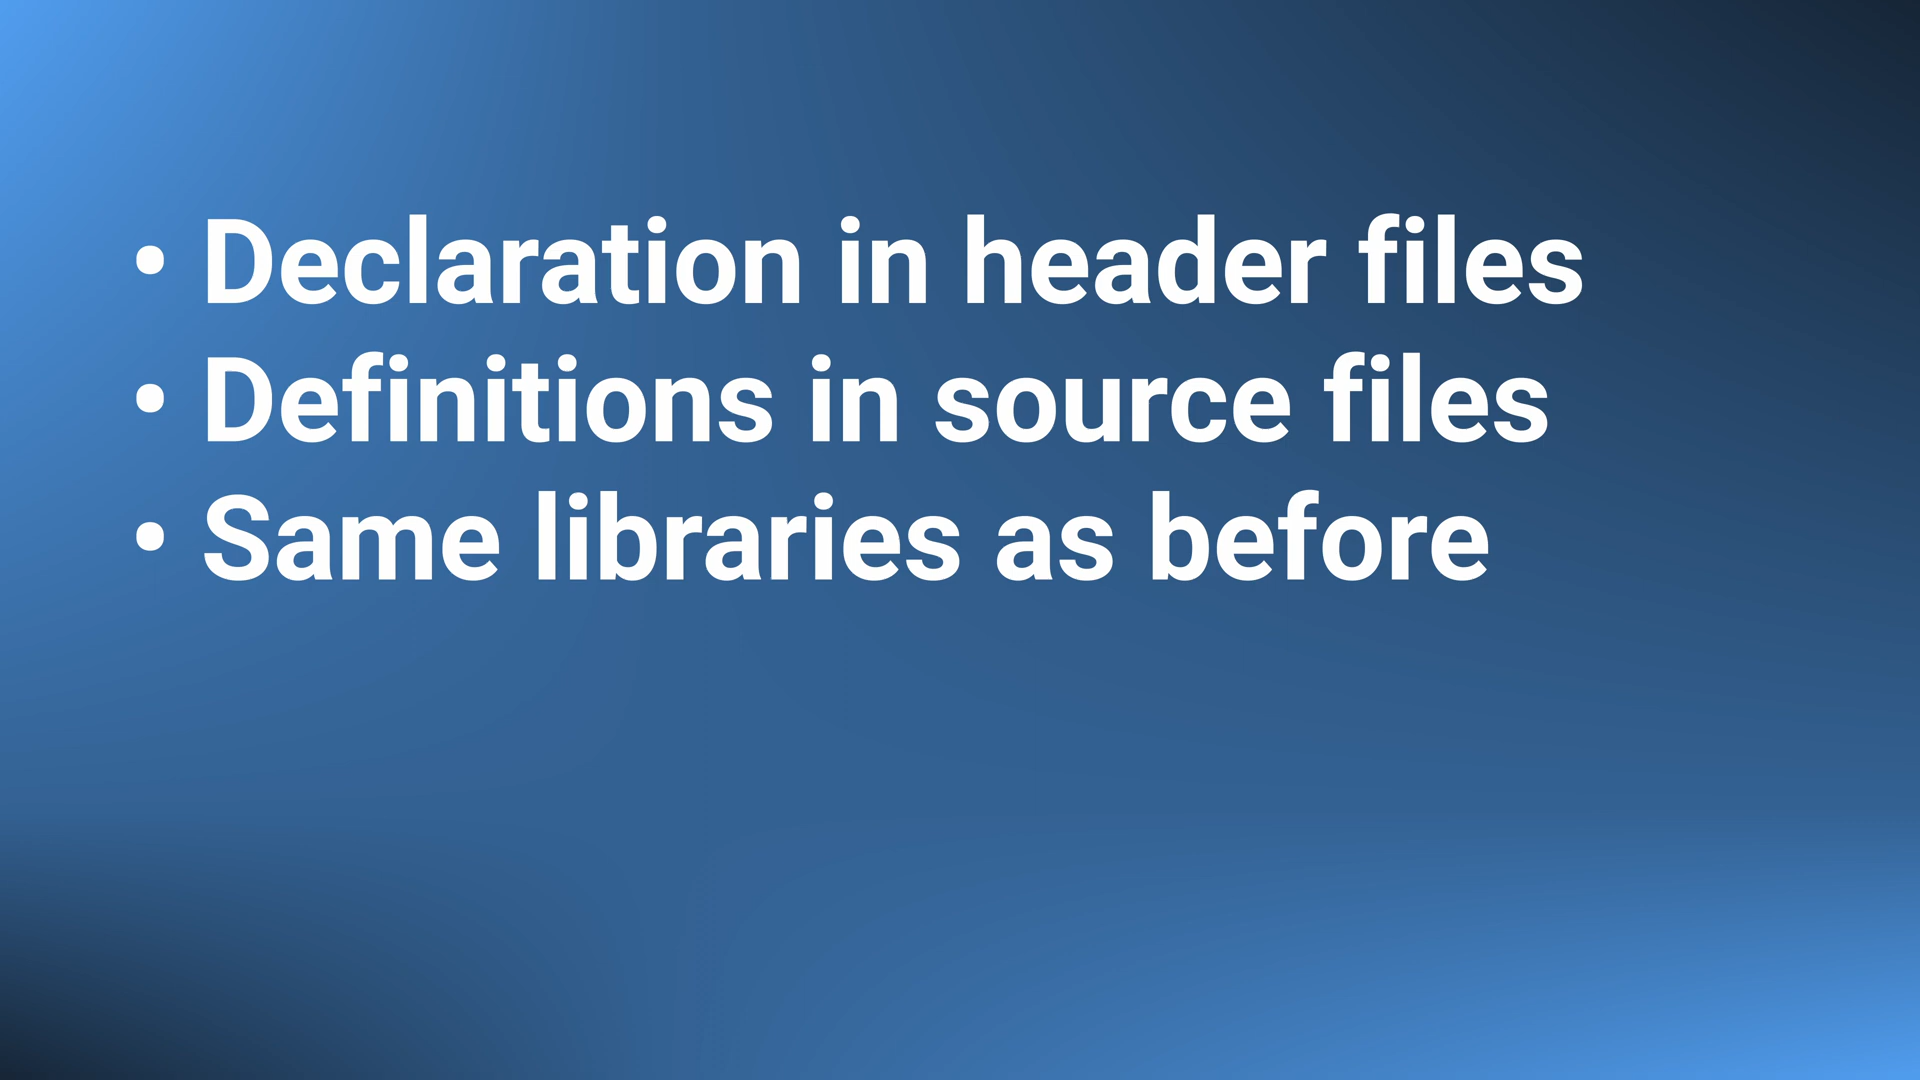 • Declaration in header files
• Definitions in source files
• Same libraries as before